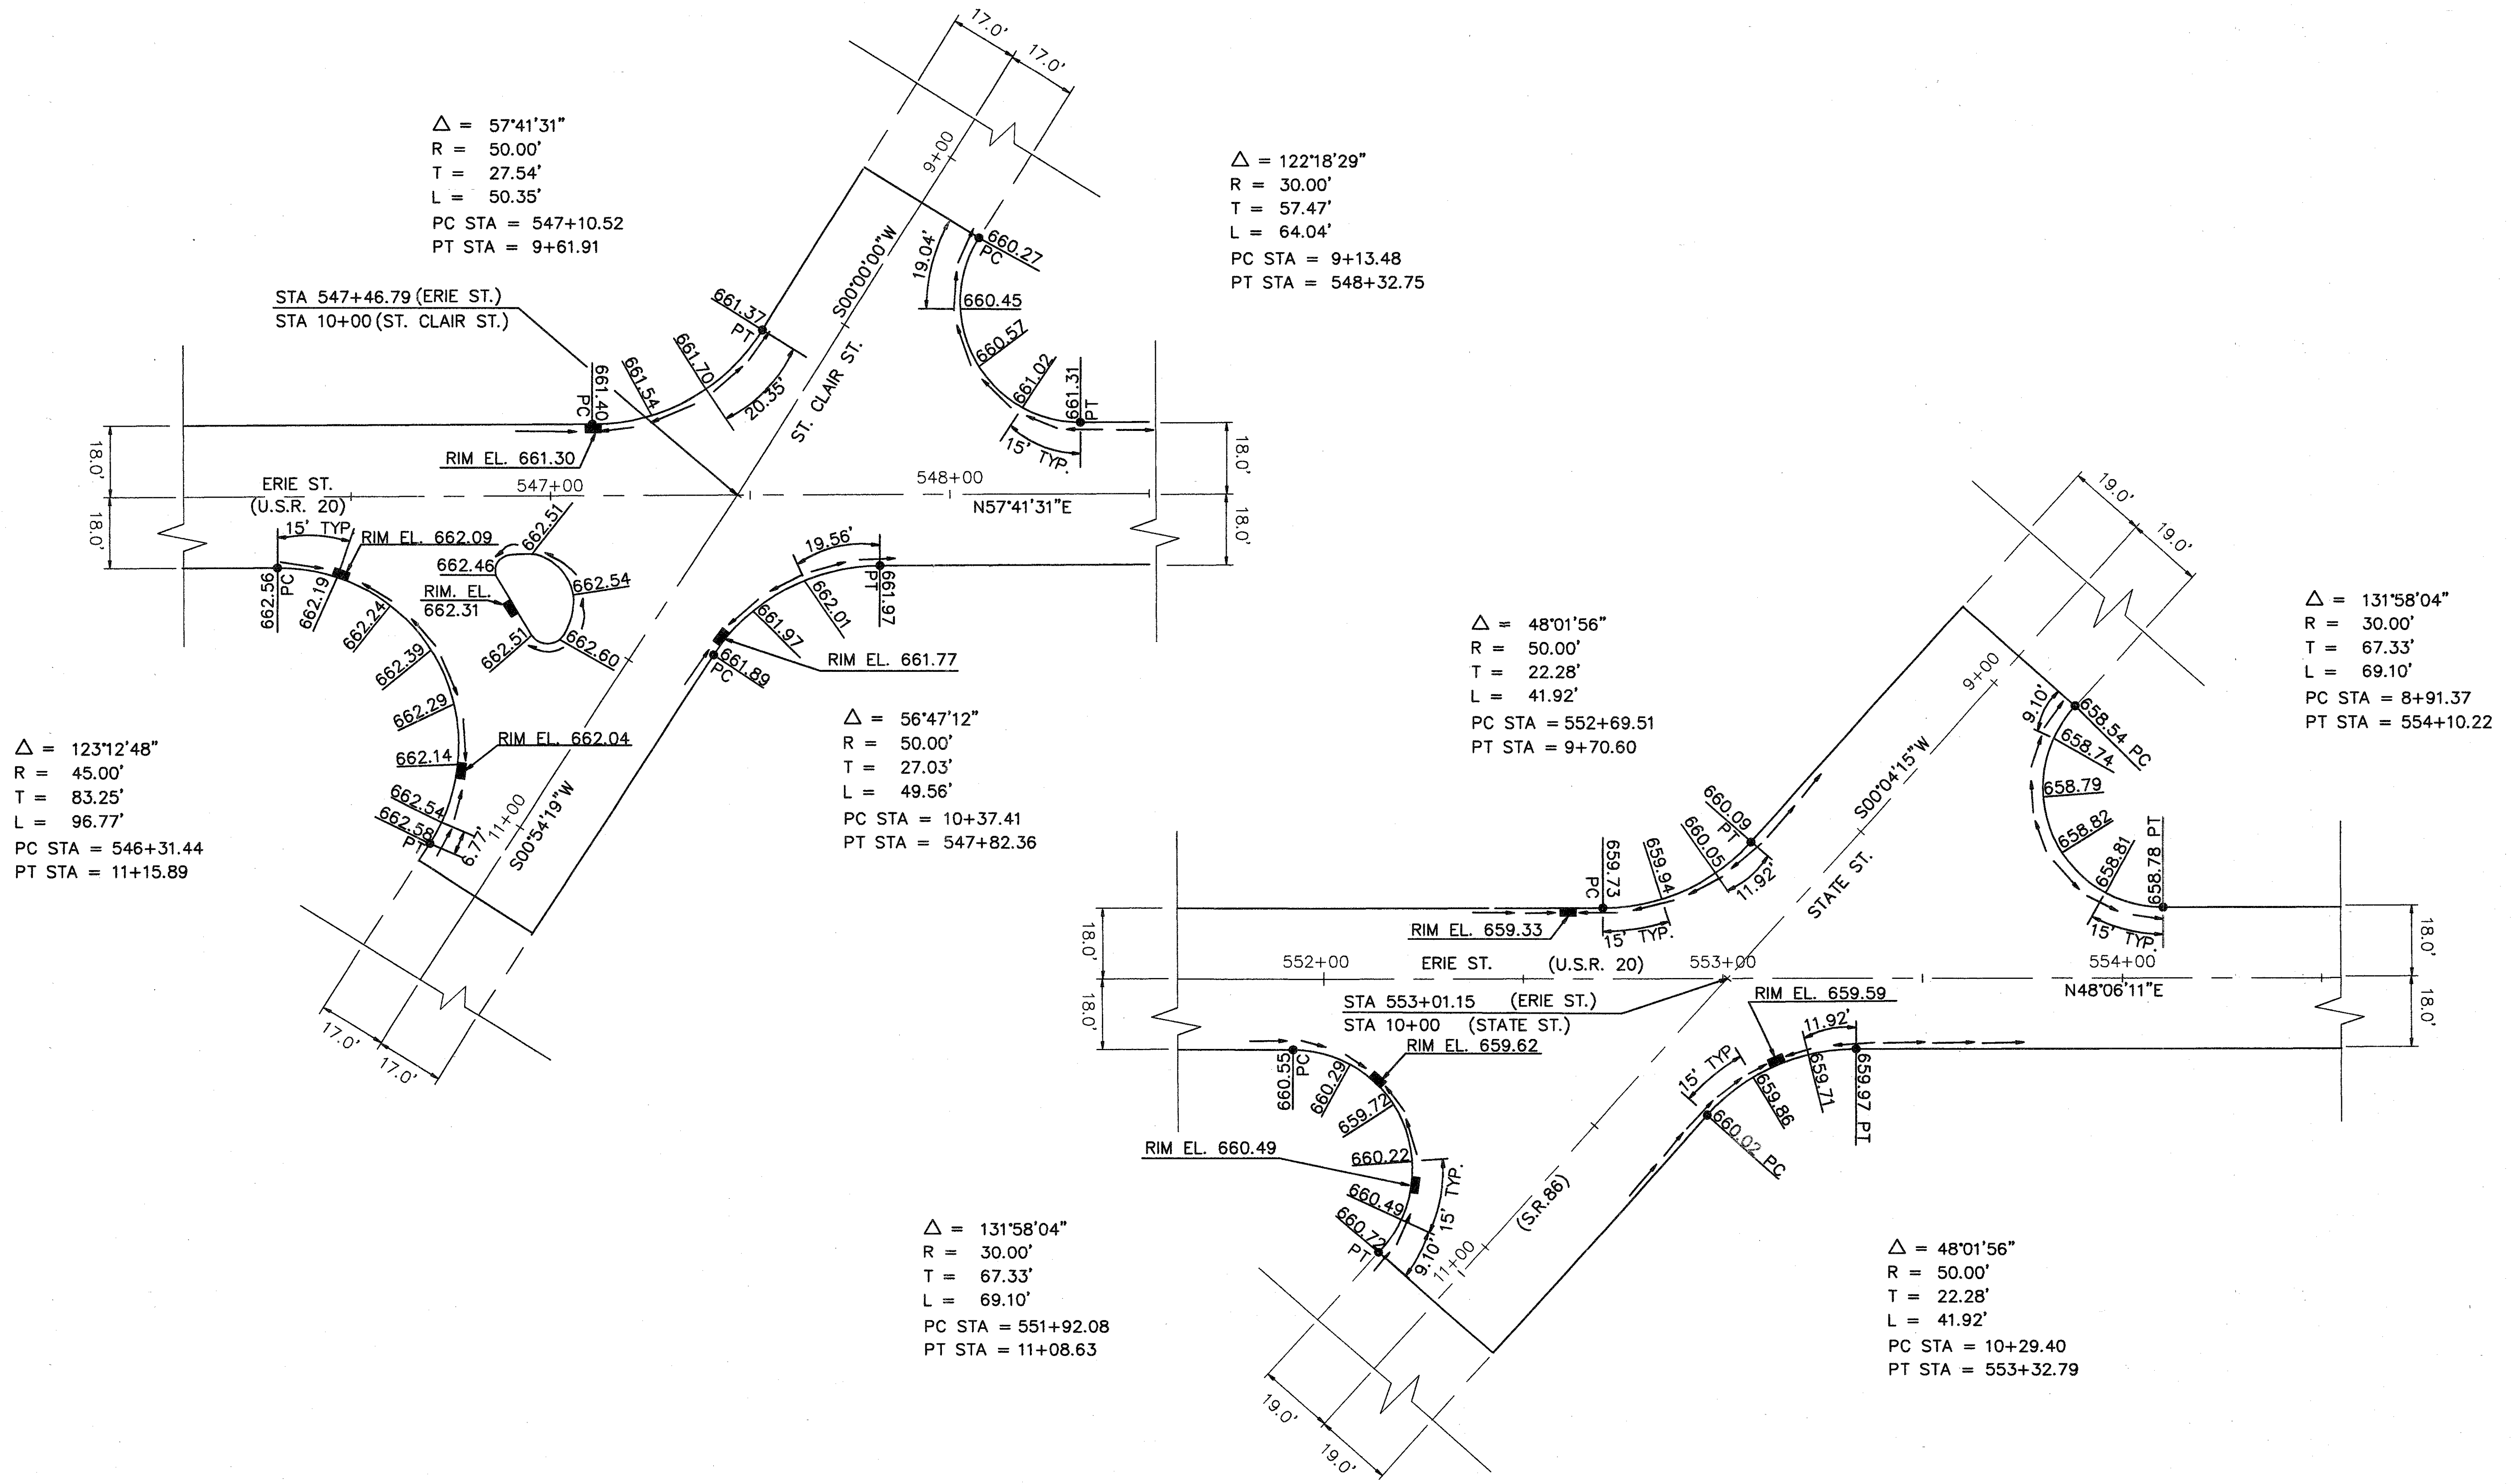 17.0'
17.0'
9+00
Δ = 57°41'31"
R = 50.00'
T = 27.54'
L = 50.35'
PC STA = 547+10.52
PT STA = 9+61.91
Δ = 122°18'29"
R = 30.00'
T = 57.47'
L = 64.04'
PC STA = 9+13.48
PT STA = 548+32.75
STA 547+46.79 (ERIE ST.)
STA 10+00 (ST. CLAIR ST.)
S00°00'00"W
ST. CLAIR ST.
19.04'
660.27
PC
660.45
660.57
661.02
661.31
PT
15' TYP.
661.37
PT
661.70
661.54
661.40
PC
20.35'
RIM EL. 661.30
18.0'
18.0'
18.0'
18.0'
ERIE ST.
(U.S.R. 20)
547+00
548+00
N57°41'31"E
15' TYP
RIM EL. 662.09
662.51
662.46
662.54
RIM. EL.
662.31
662.51
662.60
19.56'
PT
661.97
662.01
661.97
661.89
PC
RIM EL. 661.77
662.56
PC
662.19
662.24
662.39
662.29
662.14
RIM EL. 662.04
662.54
662.58
PT
6.77'
11+00
S00°54'19"W
Δ = 123°12'48"
R = 45.00'
T = 83.25'
L = 96.77'
PC STA = 546+31.44
PT STA = 11+15.89
Δ = 56°47'12"
R = 50.00'
T = 27.03'
L = 49.56'
PC STA = 10+37.41
PT STA = 547+82.36
17.0'
17.0'
19.0'
19.0'
9+00
Δ = 48°01'56"
R = 50.00'
T = 22.28'
L = 41.92'
PC STA = 552+69.51
PT STA = 9+70.60
Δ = 131°58'04"
R = 30.00'
T = 67.33'
L = 69.10'
PC STA = 8+91.37
PT STA = 554+10.22
9.10'
658.54 PC
658.74
658.79
658.82
658.81
658.78 PT
15' TYP.
S00°04'15"W
STATE ST.
660.09
PT
660.05
659.94
659.73
PC
11.92'
15' TYP.
RIM EL. 659.33
18.0'
18.0'
18.0'
18.0'
552+00
ERIE ST.
(U.S.R. 20)
553+00
554+00
N48°06'11"E
STA 553+01.15 (ERIE ST.)
STA 10+00 (STATE ST.)
RIM EL. 659.62
RIM EL. 659.59
11.92'
15' TYP.
659.97 PT
659.71
659.86
660.02 PC
660.55
PC
660.29
659.72
660.22
RIM EL. 660.49
660.49
660.72
PT
15' TYP.
9.10'
11+00
(S.R.86)
Δ = 131°58'04"
R = 30.00'
T = 67.33'
L = 69.10'
PC STA = 551+92.08
PT STA = 11+08.63
Δ = 48°01'56"
R = 50.00'
T = 22.28'
L = 41.92'
PC STA = 10+29.40
PT STA = 553+32.79
19.0'
19.0'